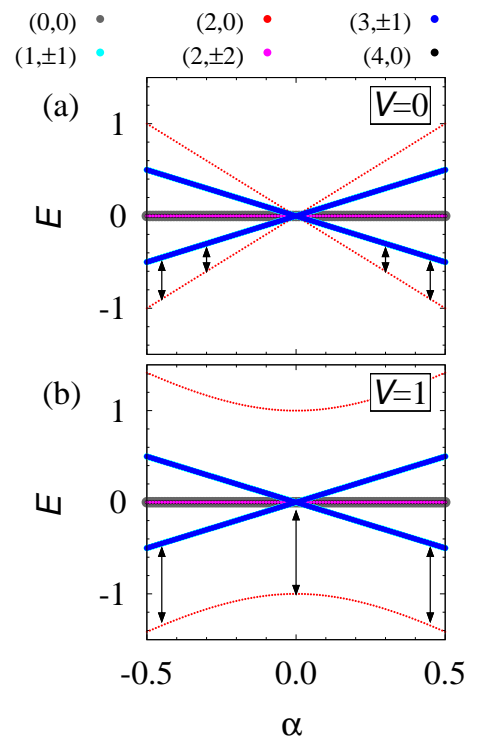 (0,0) (2,0) (3,±1)
(1,±1) (2,±2) (4,0)
(a)
V=0
1
E
0
-1
(b)
V=1
1
E
0
-1
-0.5 0.0 0.5
α